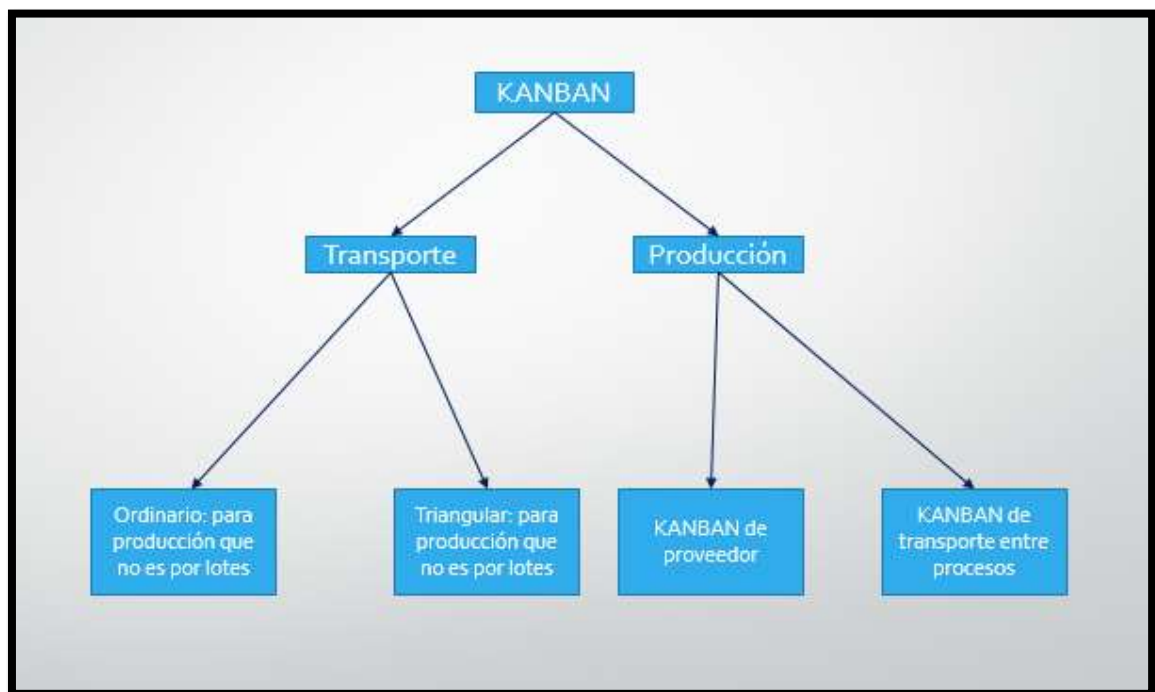 KANBAN
Transporte
Producción
Ordinario: para
producción que
no es por lotes
Triangular: para
producción que
no es por lotes
KANBAN de
proveedor
KANBAN de
transporte entre
procesos